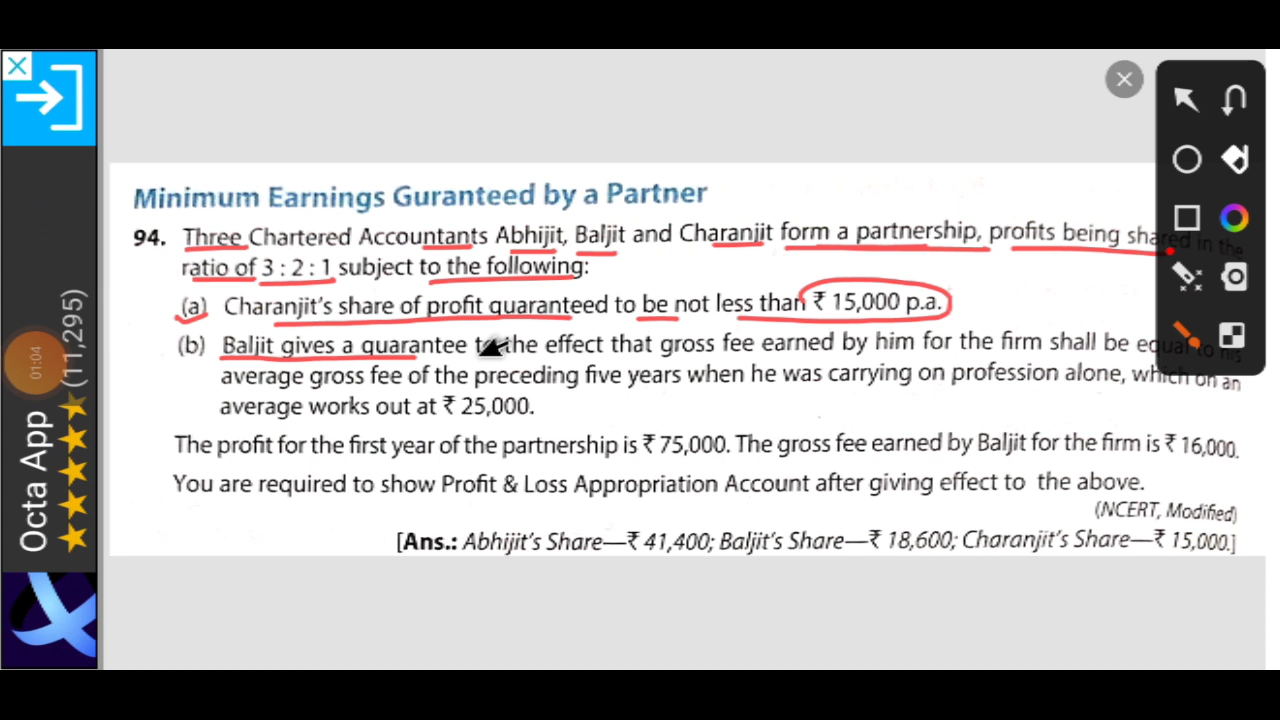 Minimum Earnings Guranteed by a Partner
94. Three Chartered Accountants Abhijit, Baljit and Charanjit form a partnership, profits being shared in the
ratio of 3 : 2 : 1 subject to the following:
(a) Charanjit's share of profit quaranteed to be not less than ₹ 15,000 p.a.
(b) Baljit gives a quarantee to the effect that gross fee earned by him for the firm shall be equal to his
average gross fee of the preceding five years when he was carrying on profession alone, which on an
average works out at ₹ 25,000.
The profit for the first year of the partnership is ₹ 75,000. The gross fee earned by Baljit for the firm is ₹ 16,000.
You are required to show Profit & Loss Appropriation Account after giving effect to the above.
(NCERT, Modified)
[Ans.: Abhijit's Share—₹ 41,400; Baljit's Share—₹ 18,600; Charanjit's Share—₹ 15,000.]
01:04
Octa App
(11,295)